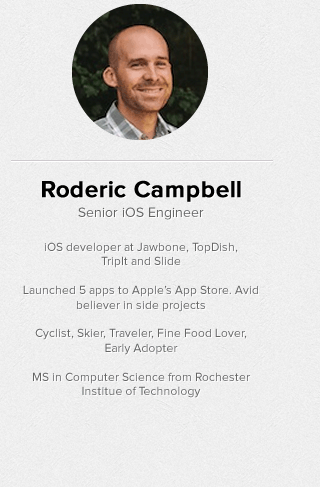 Roderic Campbell
Senior iOS Engineer
iOS developer at Jawbone, TopDish,
TripIt and Slide
Launched 5 apps to Apple's App Store. Avid
believer in side projects
Cyclist, Skier, Traveler, Fine Food Lover,
Early Adopter
MS in Computer Science from Rochester
Institue of Technology